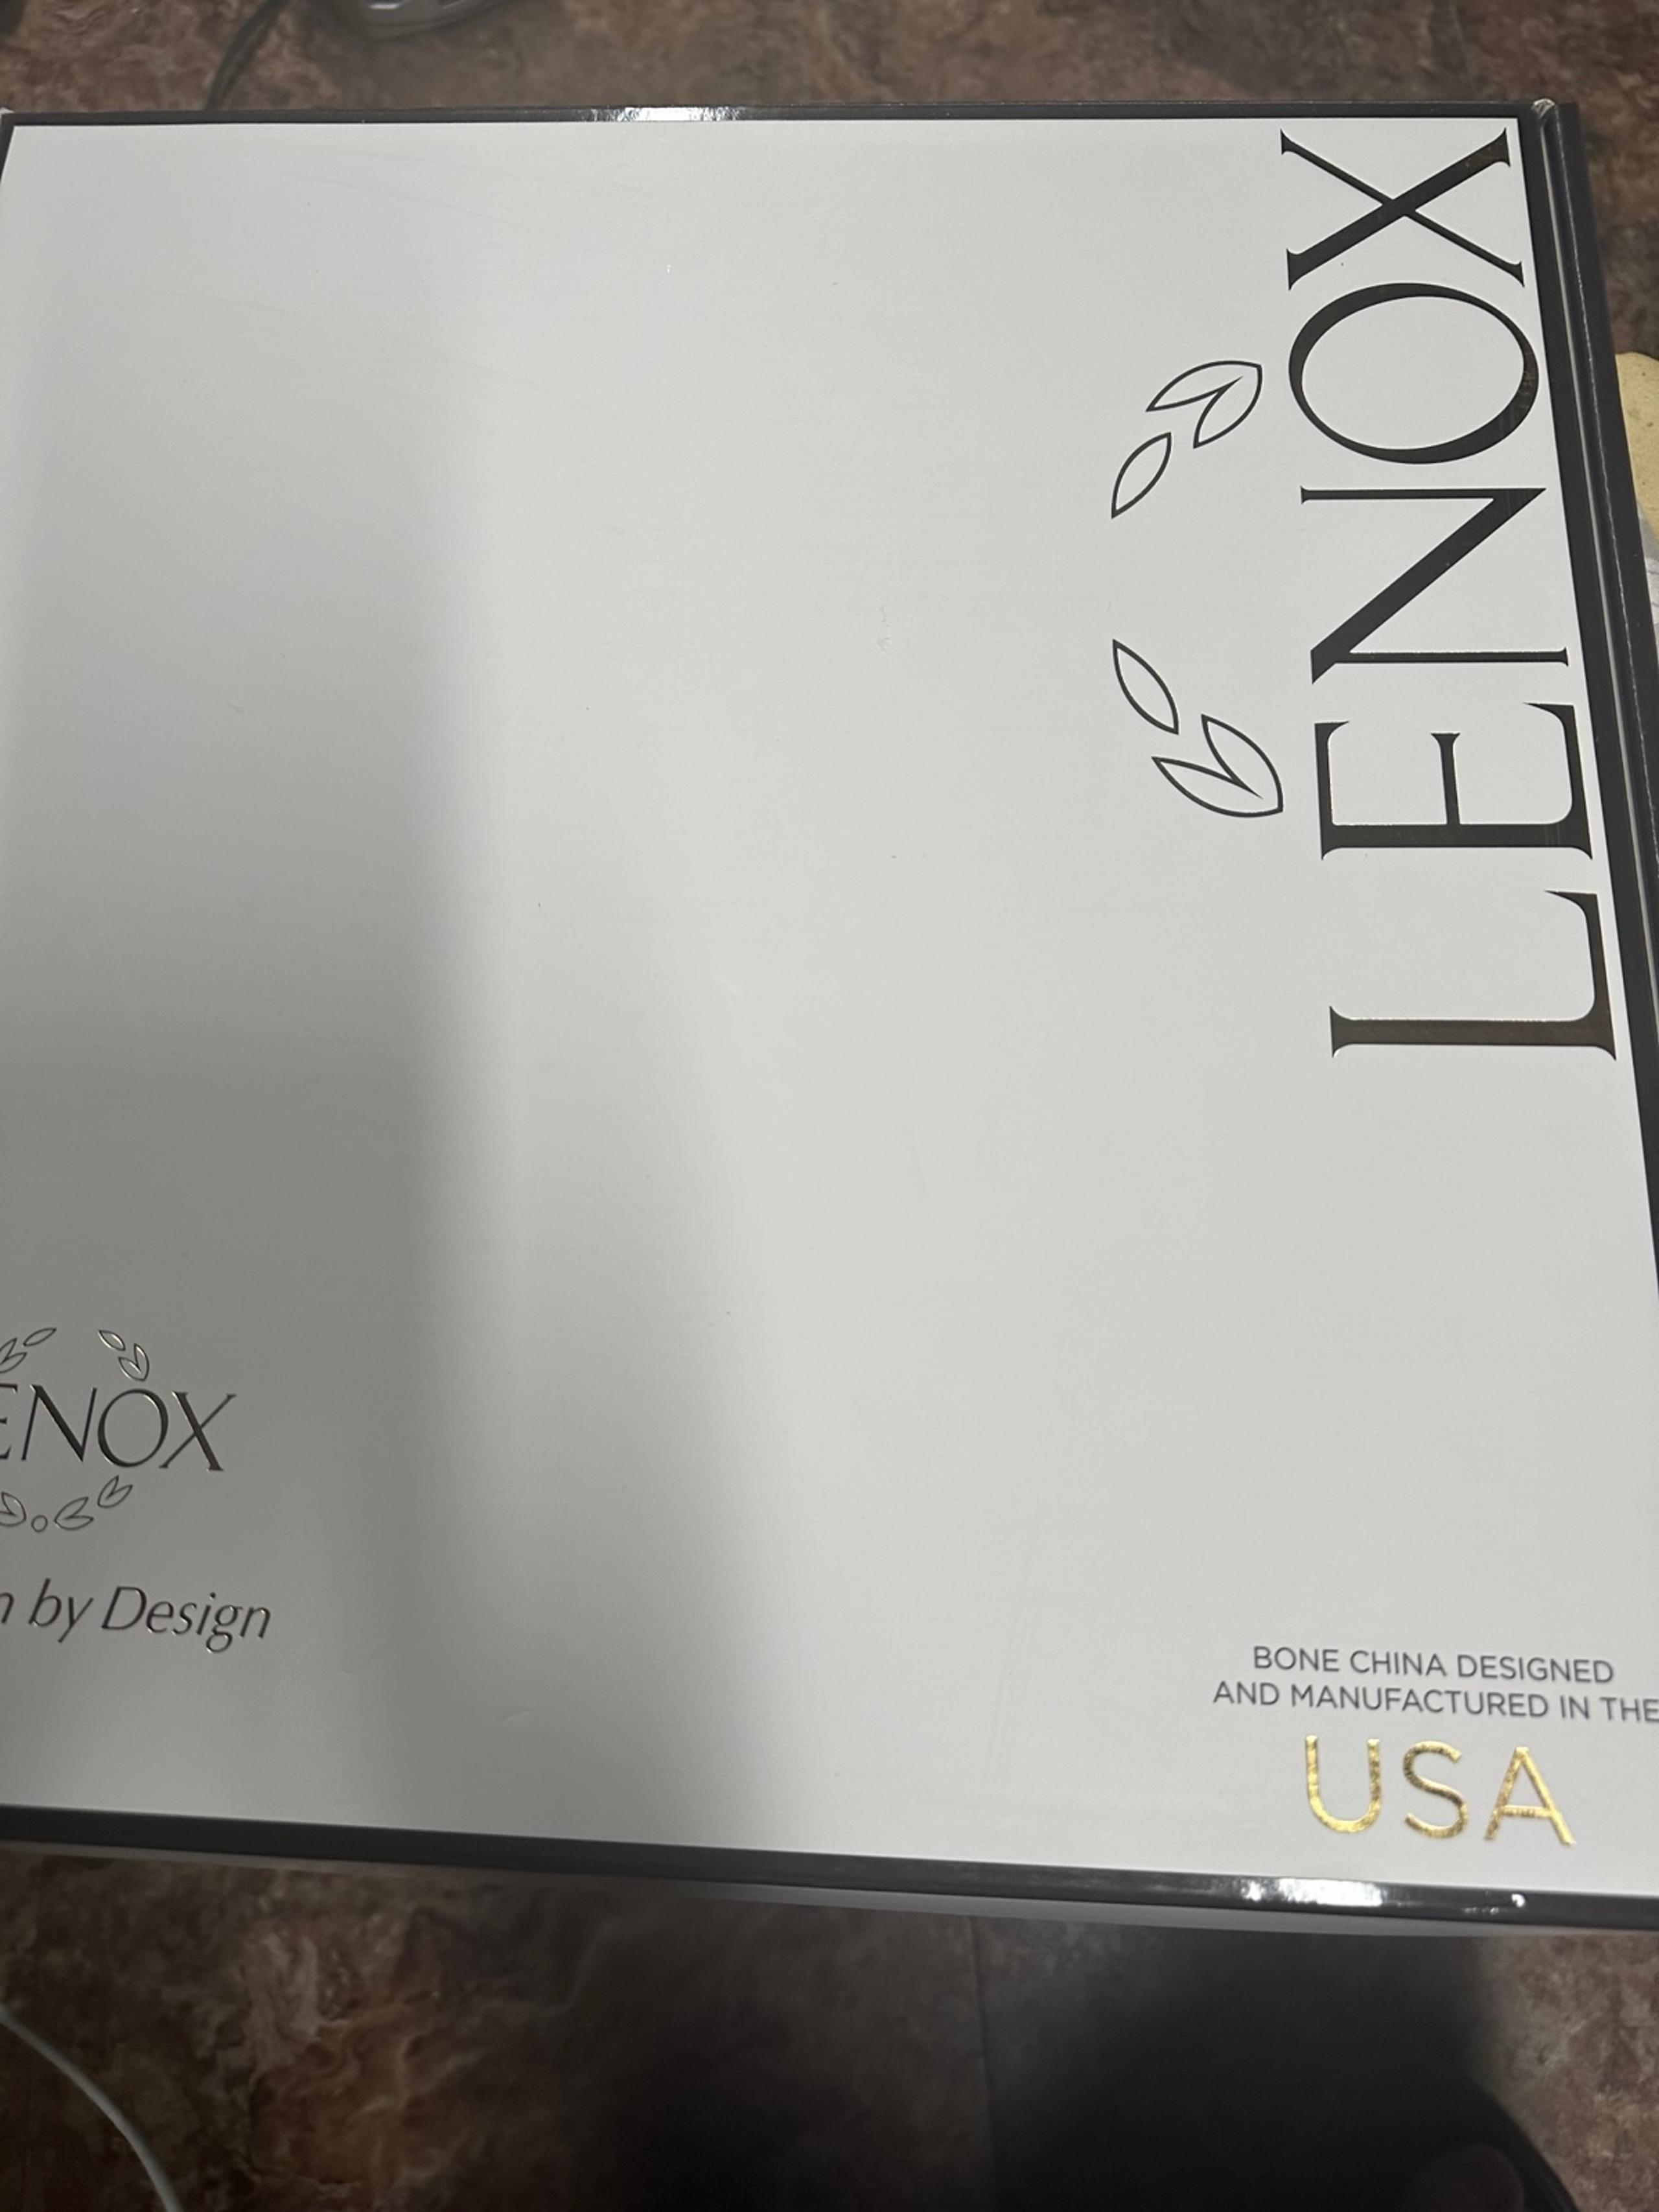 LENOX
ENOX
by Design
BONE CHINA DESIGNED
AND MANUFACTURED IN THE
USA